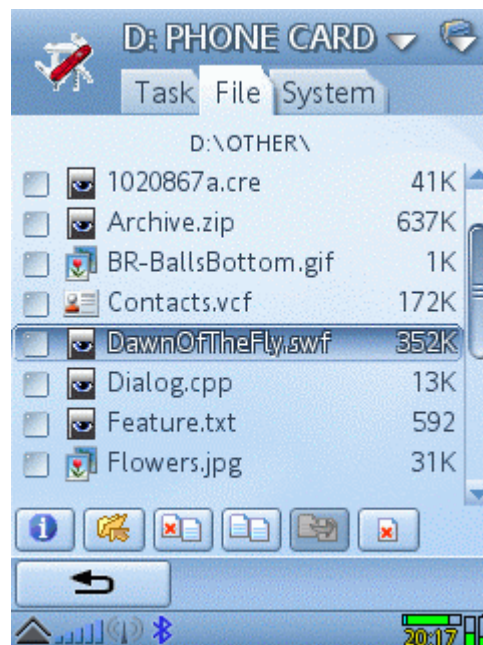 D: PHONE CARD
Task File System
D:\OTHER\
1020867a.cre 41K
Archive.zip 637K
BR-BallsBottom.gif 1K
Contacts.vcf 172K
DawnOfTheFly.swf 352K
Dialog.cpp 13K
Feature.txt 592
Flowers.jpg 31K
20:17